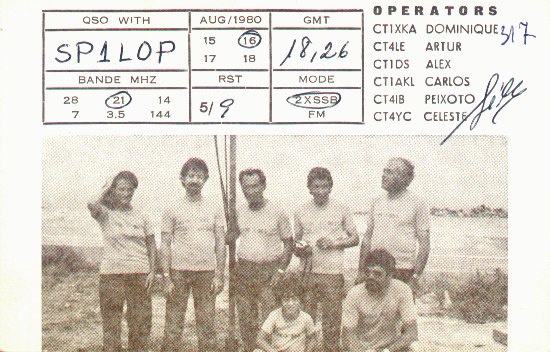 QSO WITH
SP1LOP
AUG/1980
15 16
17 18
GMT
18,26
BANDE MHZ
28 21 14
7 3.5 144
RST
5/9
MODE
2XSSB
FM
OPERATORS
CT1XKA DOMINIQUE 317
CT4LE ARTUR
CT1DS ALEX
CT1AKL CARLOS
CT4IB PEIXOTO
CT4YC CELESTE